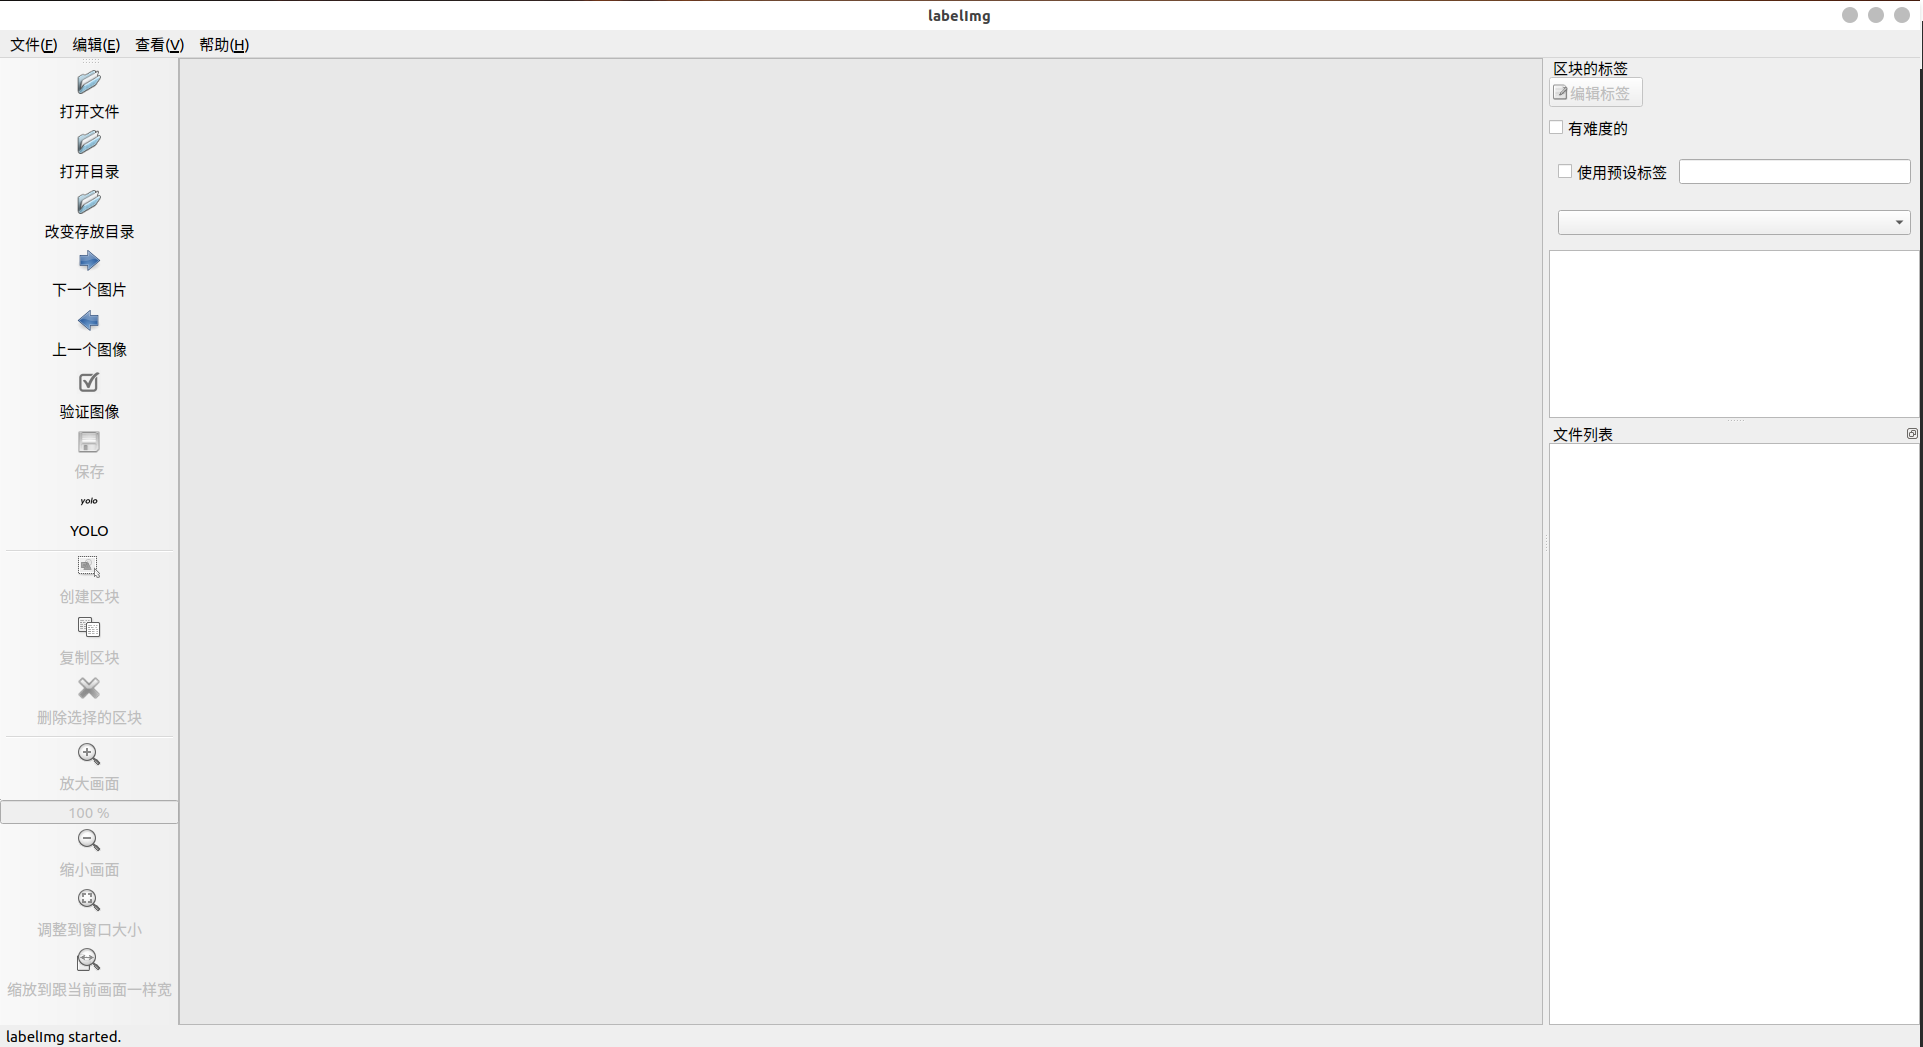 labelImg
文件(F) 编辑(E) 查看(V) 帮助(H)
打开文件
打开目录
改变存放目录
下一个图片
上一个图像
验证图像
保存
yolo
YOLO
创建区块
复制区块
删除选择的区块
放大画面
100 %
缩小画面
调整到窗口大小
缩放到跟当前画面一样宽
区块的标签
编辑标签
有难度的
使用预设标签
文件列表
labelImg started.